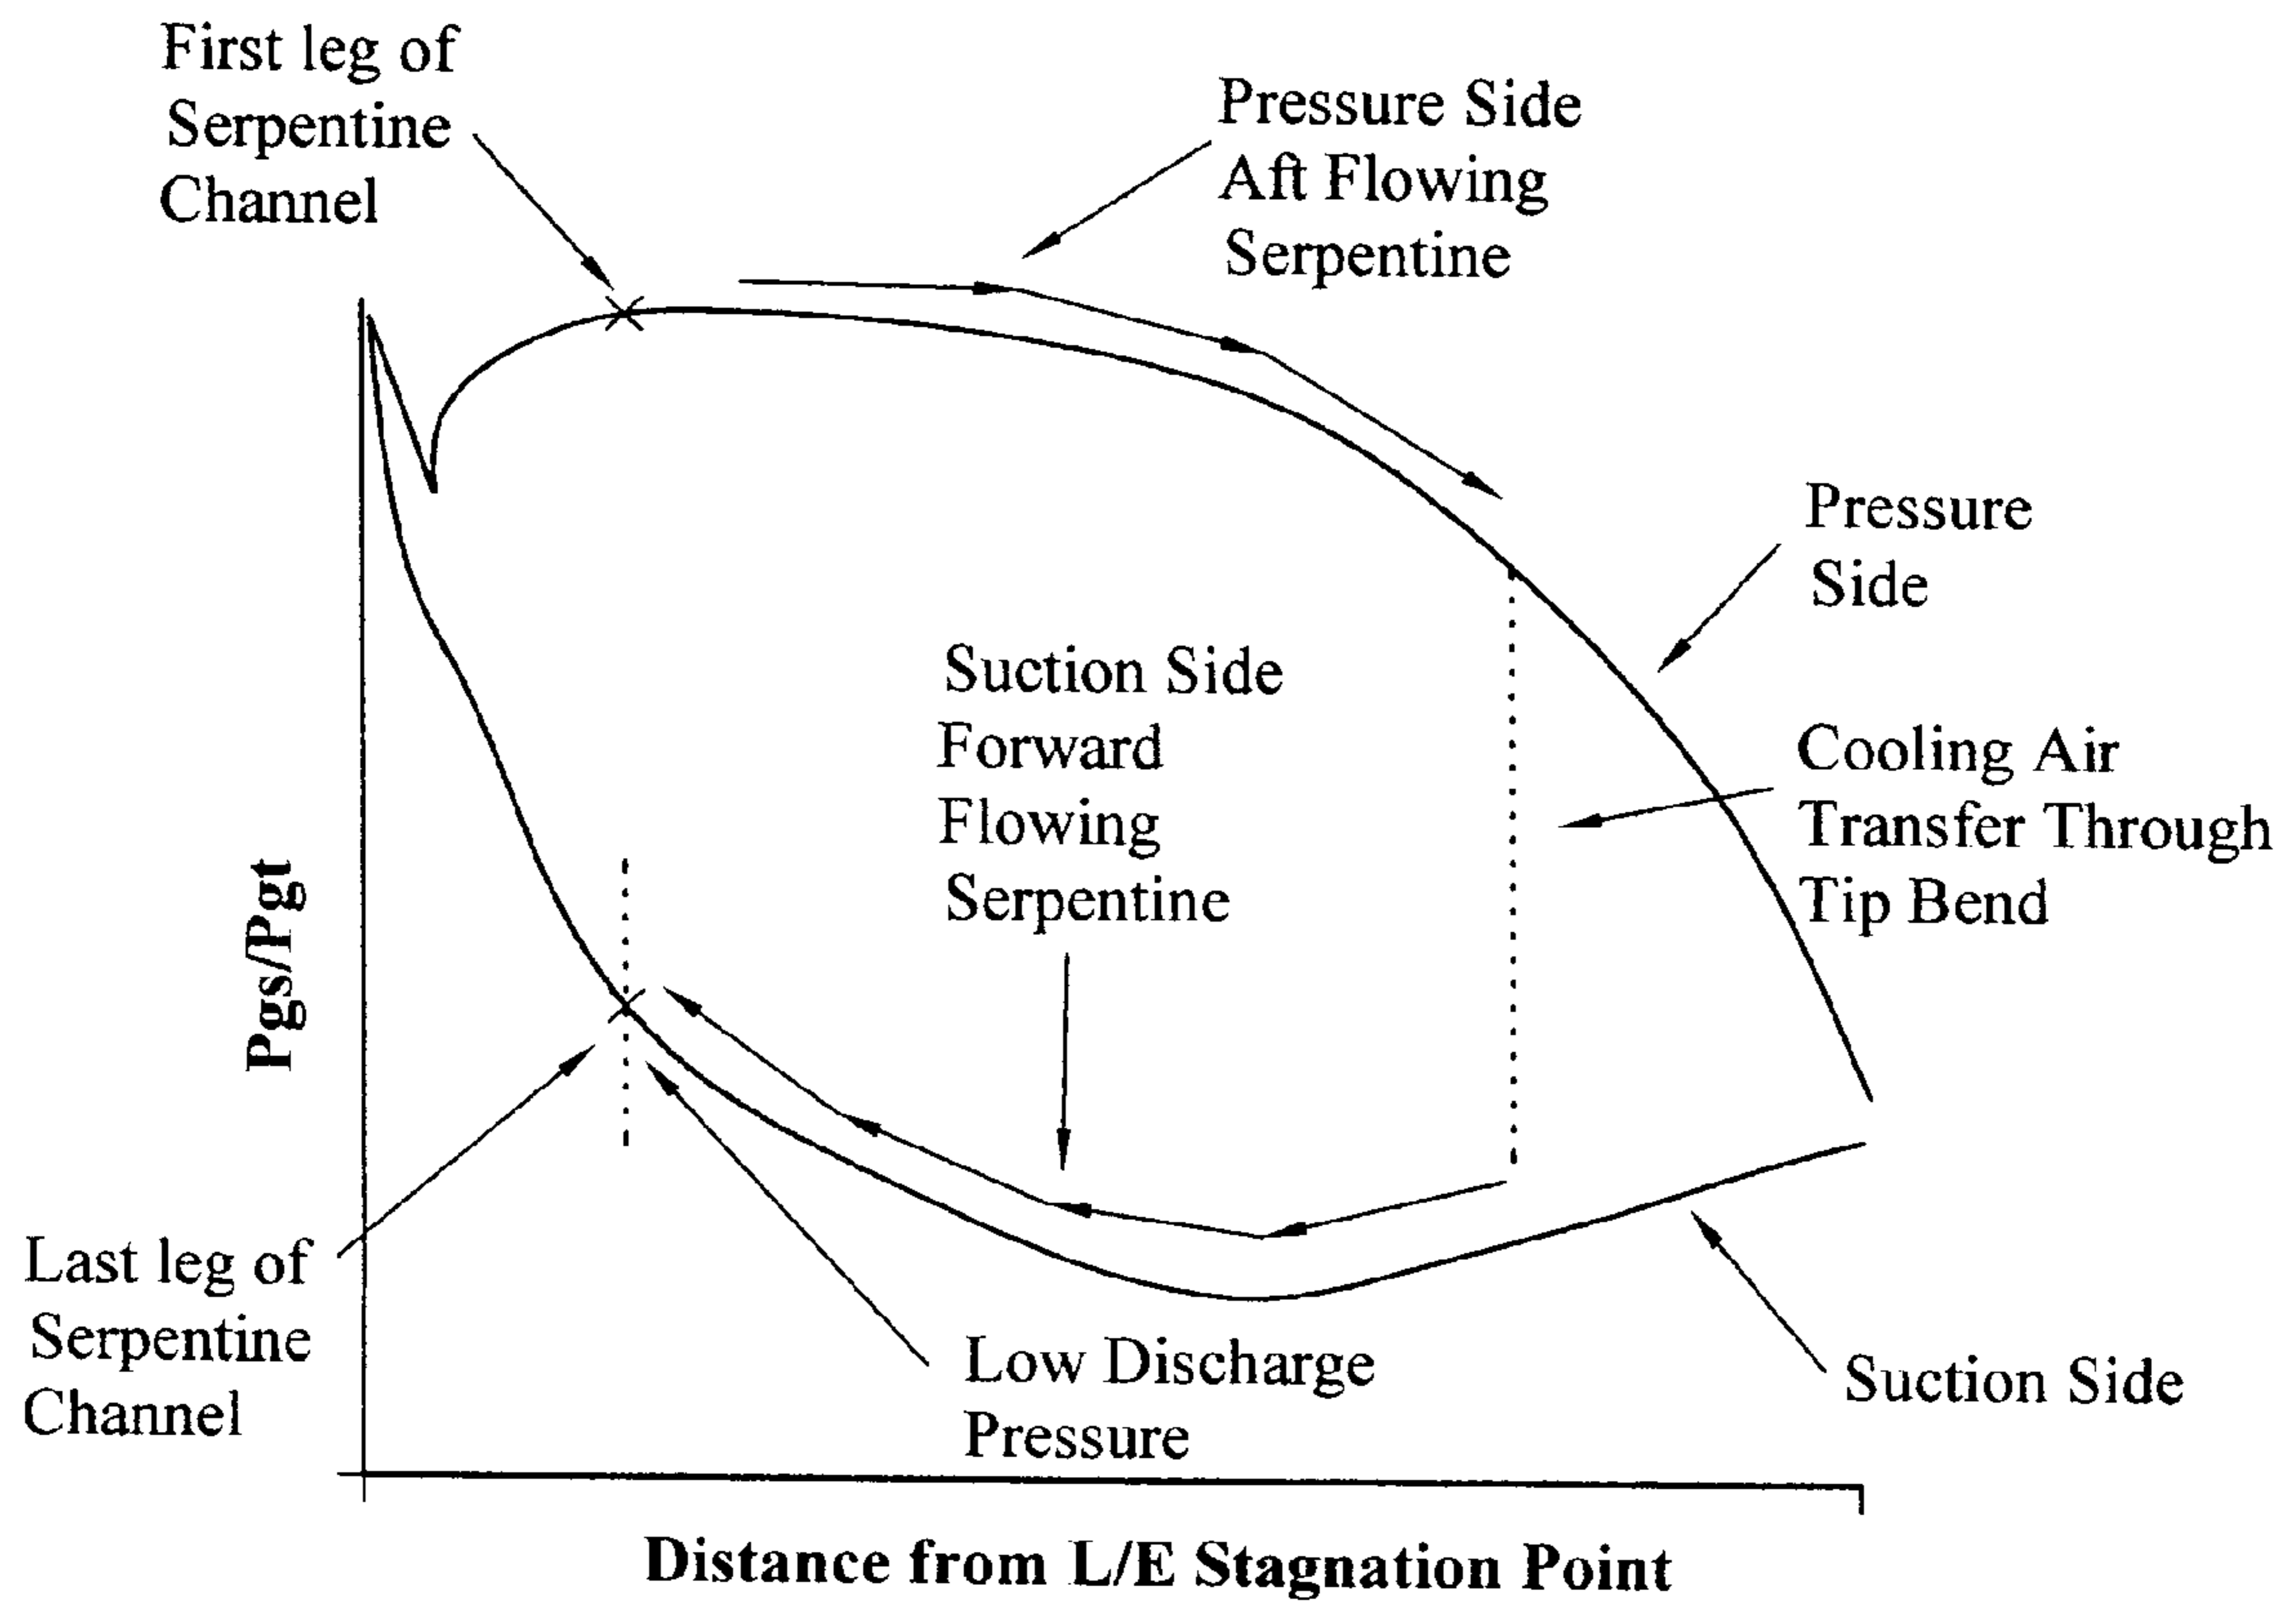 First leg of
Serpentine
Channel
Pressure Side
Aft Flowing
Serpentine
Pressure
Side
Suction Side
Forward
Flowing
Serpentine
Cooling Air
Transfer Through
Tip Bend
Pgs/Pgt
Last leg of
Serpentine
Channel
Low Discharge
Pressure
Suction Side
Distance from L/E Stagnation Point